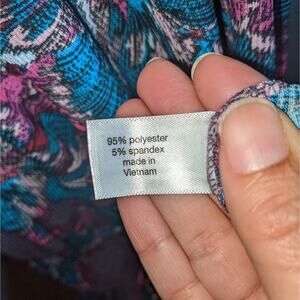 95% polyester
5% spandex
made in
Vietnam